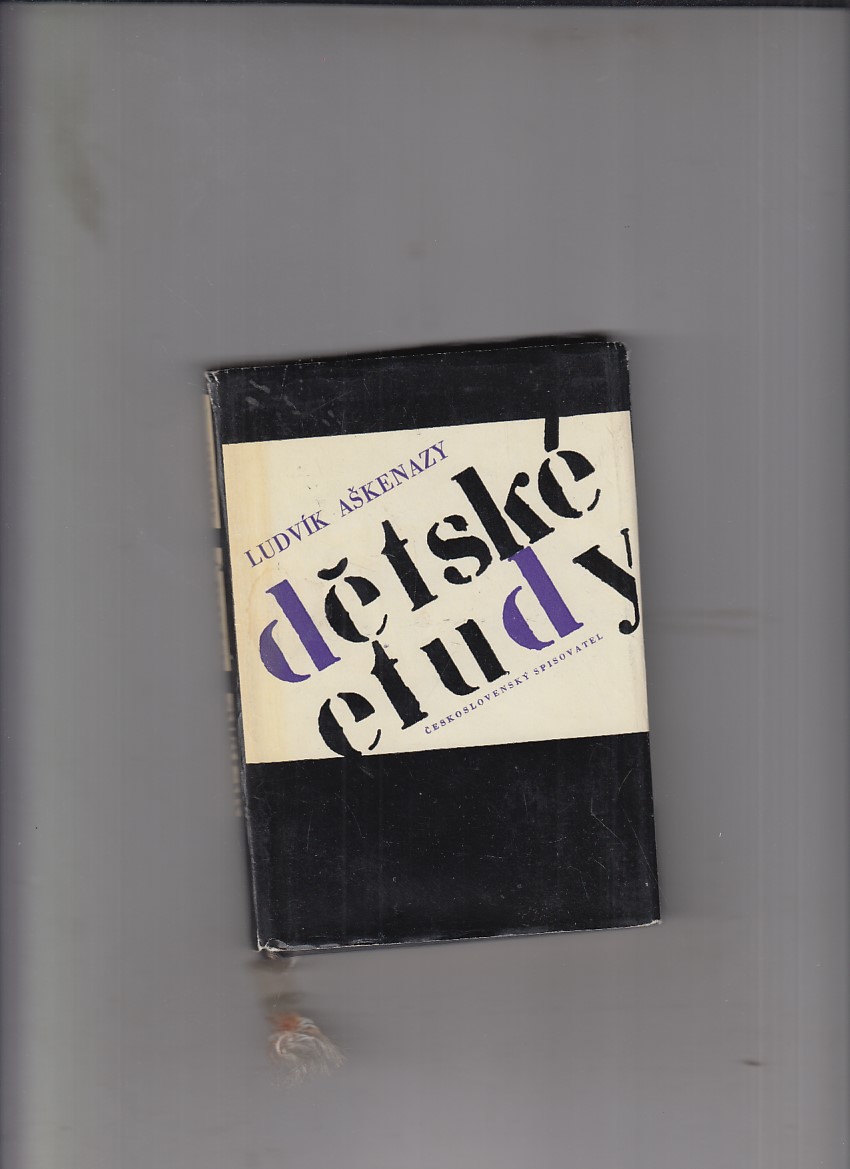 LUDVÍK AŠKENAZY
dětské
etudy
ČESKOSLOVENSKÝ SPISOVATEL